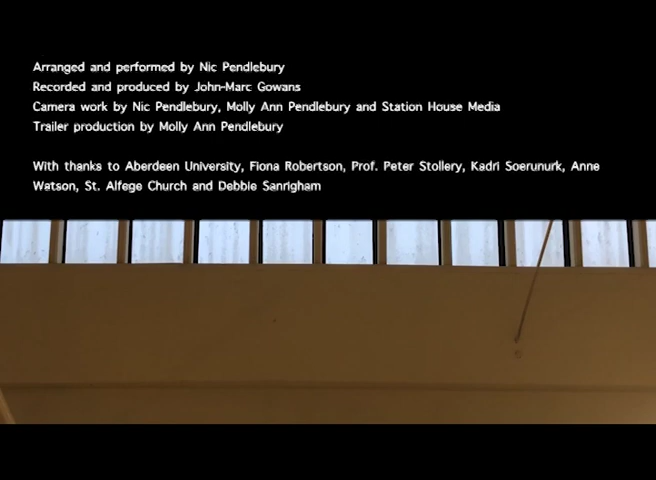 Arranged and performed by Nic Pendlebury
Recorded and produced by John-Marc Gowans
Camera work by Nic Pendlebury, Molly Ann Pendlebury and Station House Media
Trailer production by Molly Ann Pendlebury
With thanks to Aberdeen University, Fiona Robertson, Prof. Peter Stollery, Kadri Soerunurk, Anne
Watson, St. Alfege Church and Debbie Sanrigham